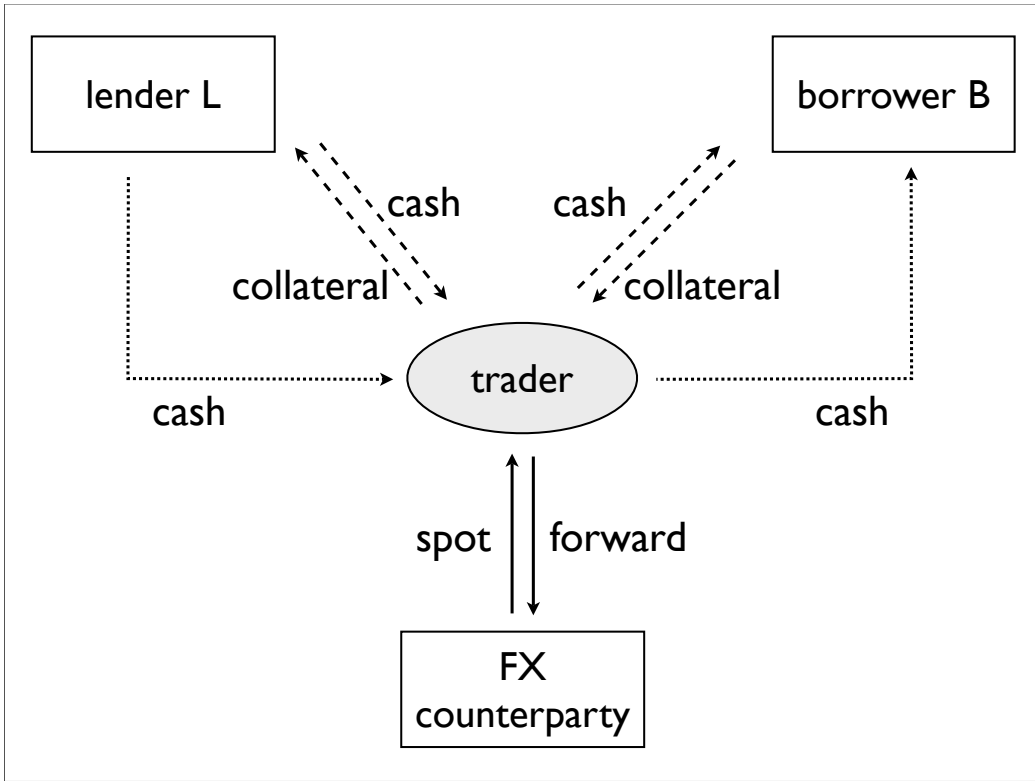 lender L
borrower B
cash
cash
collateral
collateral
trader
cash
cash
spot
forward
FX
counterparty